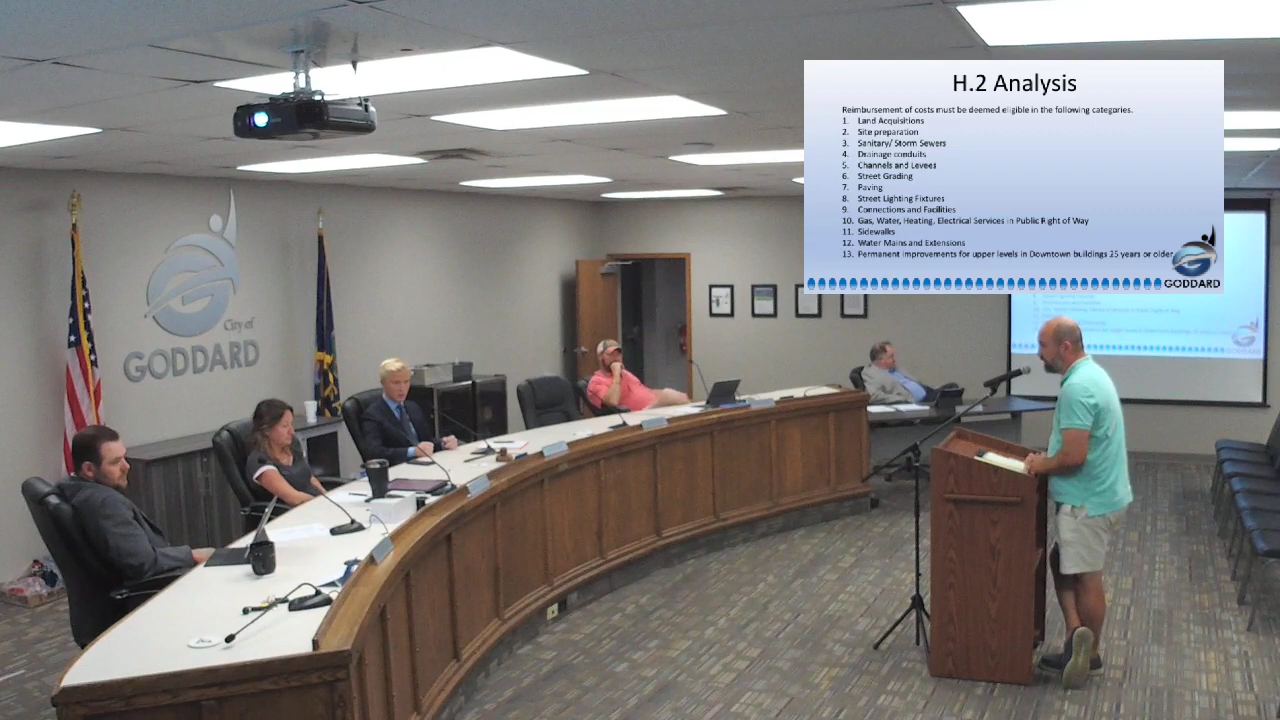 H.2 Analysis
Reimbursement of costs must be deemed eligible in the following categories.
1. Land Acquisitions
2. Site preparation
3. Sanitary/ Storm Sewers
4. Drainage conduits
5. Channels and Levees
6. Street Grading
7. Paving
8. Street Lighting Fixtures
9. Connections and Facilities
10. Gas, Water, Heating, Electrical Services in Public Right of Way
11. Sidewalks
12. Water Mains and Extensions
13. Permanent improvements for upper levels in Downtown buildings 25 years or older
GODDARD
City of
GODDARD